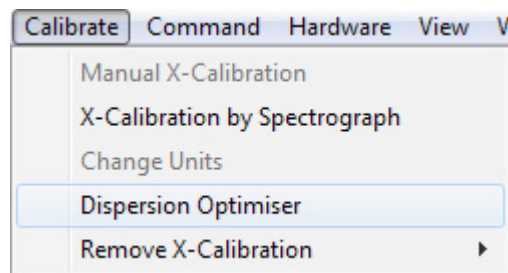 Calibrate Command Hardware View
Manual X-Calibration
X-Calibration by Spectrograph
Change Units
Dispersion Optimiser
Remove X-Calibration